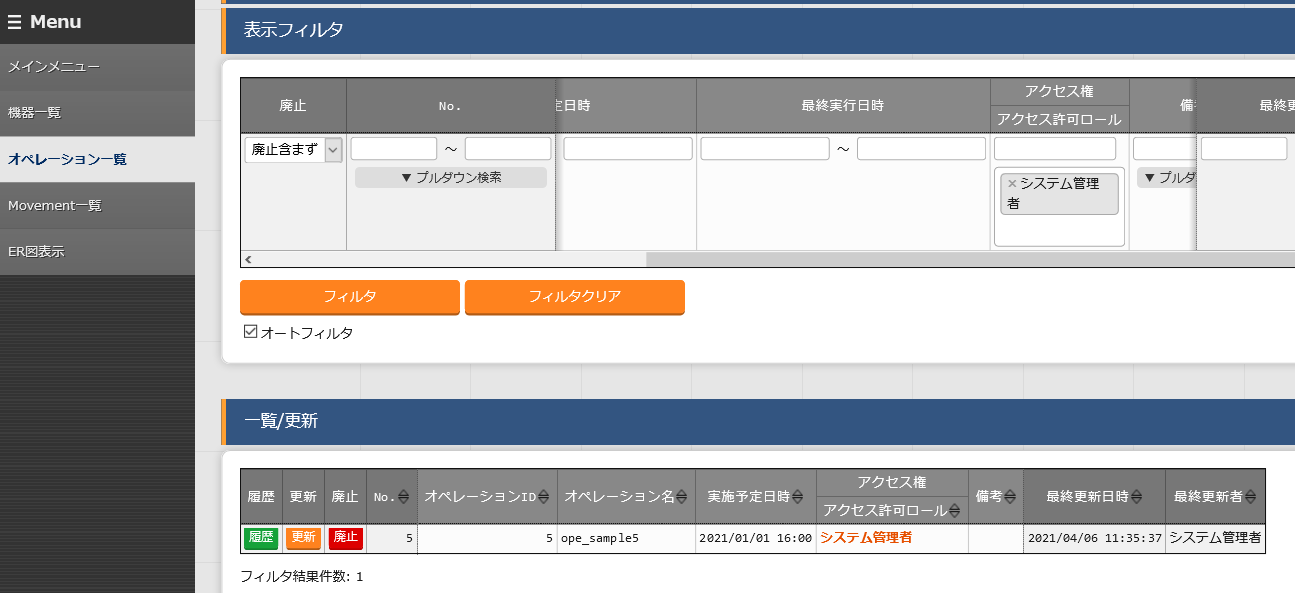 ☰ Menu
メインメニュー
機器一覧
オペレーション一覧
Movement一覧
ER図表示
表示フィルタ
廃止
No.
定日時
最終実行日時
アクセス権
アクセス許可ロール
備
最終更
廃止含まず
～
～
▼ プルダウン検索
× システム管理
者
▼ プルダ
フィルタ
フィルタクリア
オートフィルタ
一覧/更新
履歴 更新 廃止 No. オペレーションID オペレーション名 実施予定日時 アクセス権 備考 最終更新日時 最終更新者
アクセス許可ロール
履歴 更新 廃止 5 5 ope_sample5 2021/01/01 16:00 システム管理者 2021/04/06 11:35:37 システム管理者
フィルタ結果件数: 1